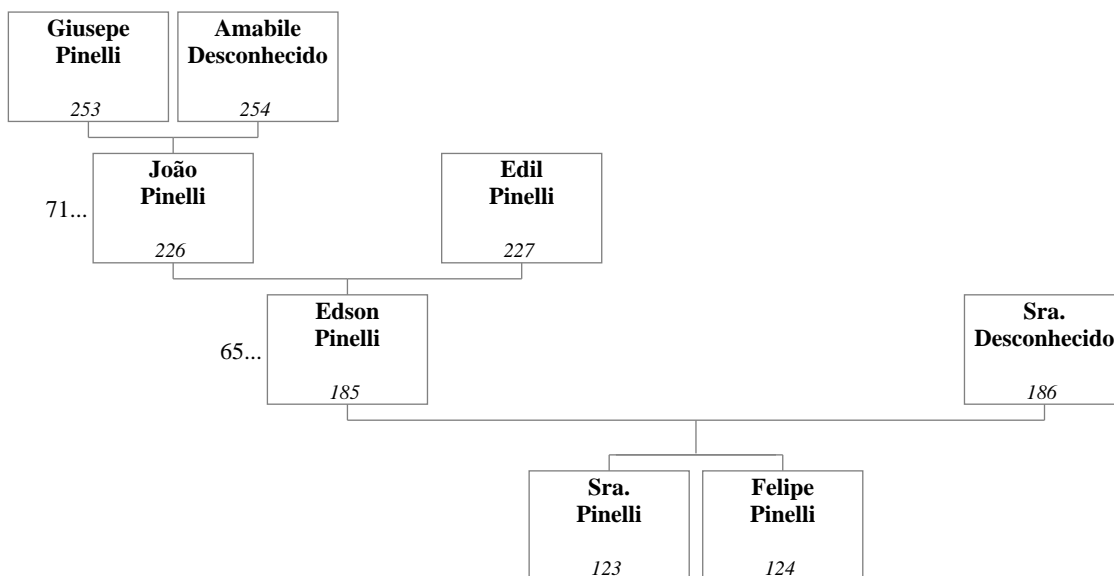 Giusepe
Pinelli
253
Amabile
Desconhecido
254
71...
João
Pinelli
226
Edil
Pinelli
227
65...
Edson
Pinelli
185
Sra.
Desconhecido
186
Sra.
Pinelli
123
Felipe
Pinelli
124